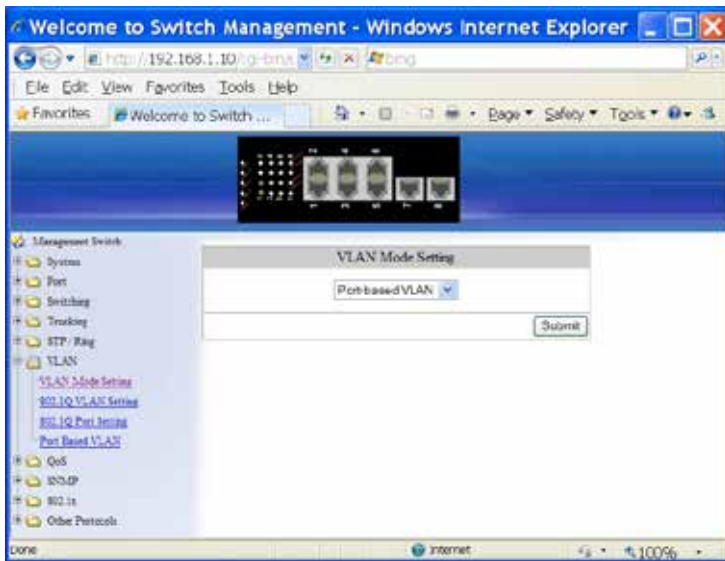 Welcome to Switch Management - Windows Internet Explorer
http://192.168.1.10/
bing
File Edit View Favorites Tools Help
Favorites Welcome to Switch ... Page Safety Tools
Management Switch
System
Port
Switching
Trunking
STP / Ring
VLAN
VLAN Mode Setting
802.1Q VLAN Setting
802.1Q Port Setting
Port Based VLAN
QoS
SNMP
802.1x
Other Protocols
VLAN Mode Setting
Port-based VLAN
Submit
Done Internet 100%